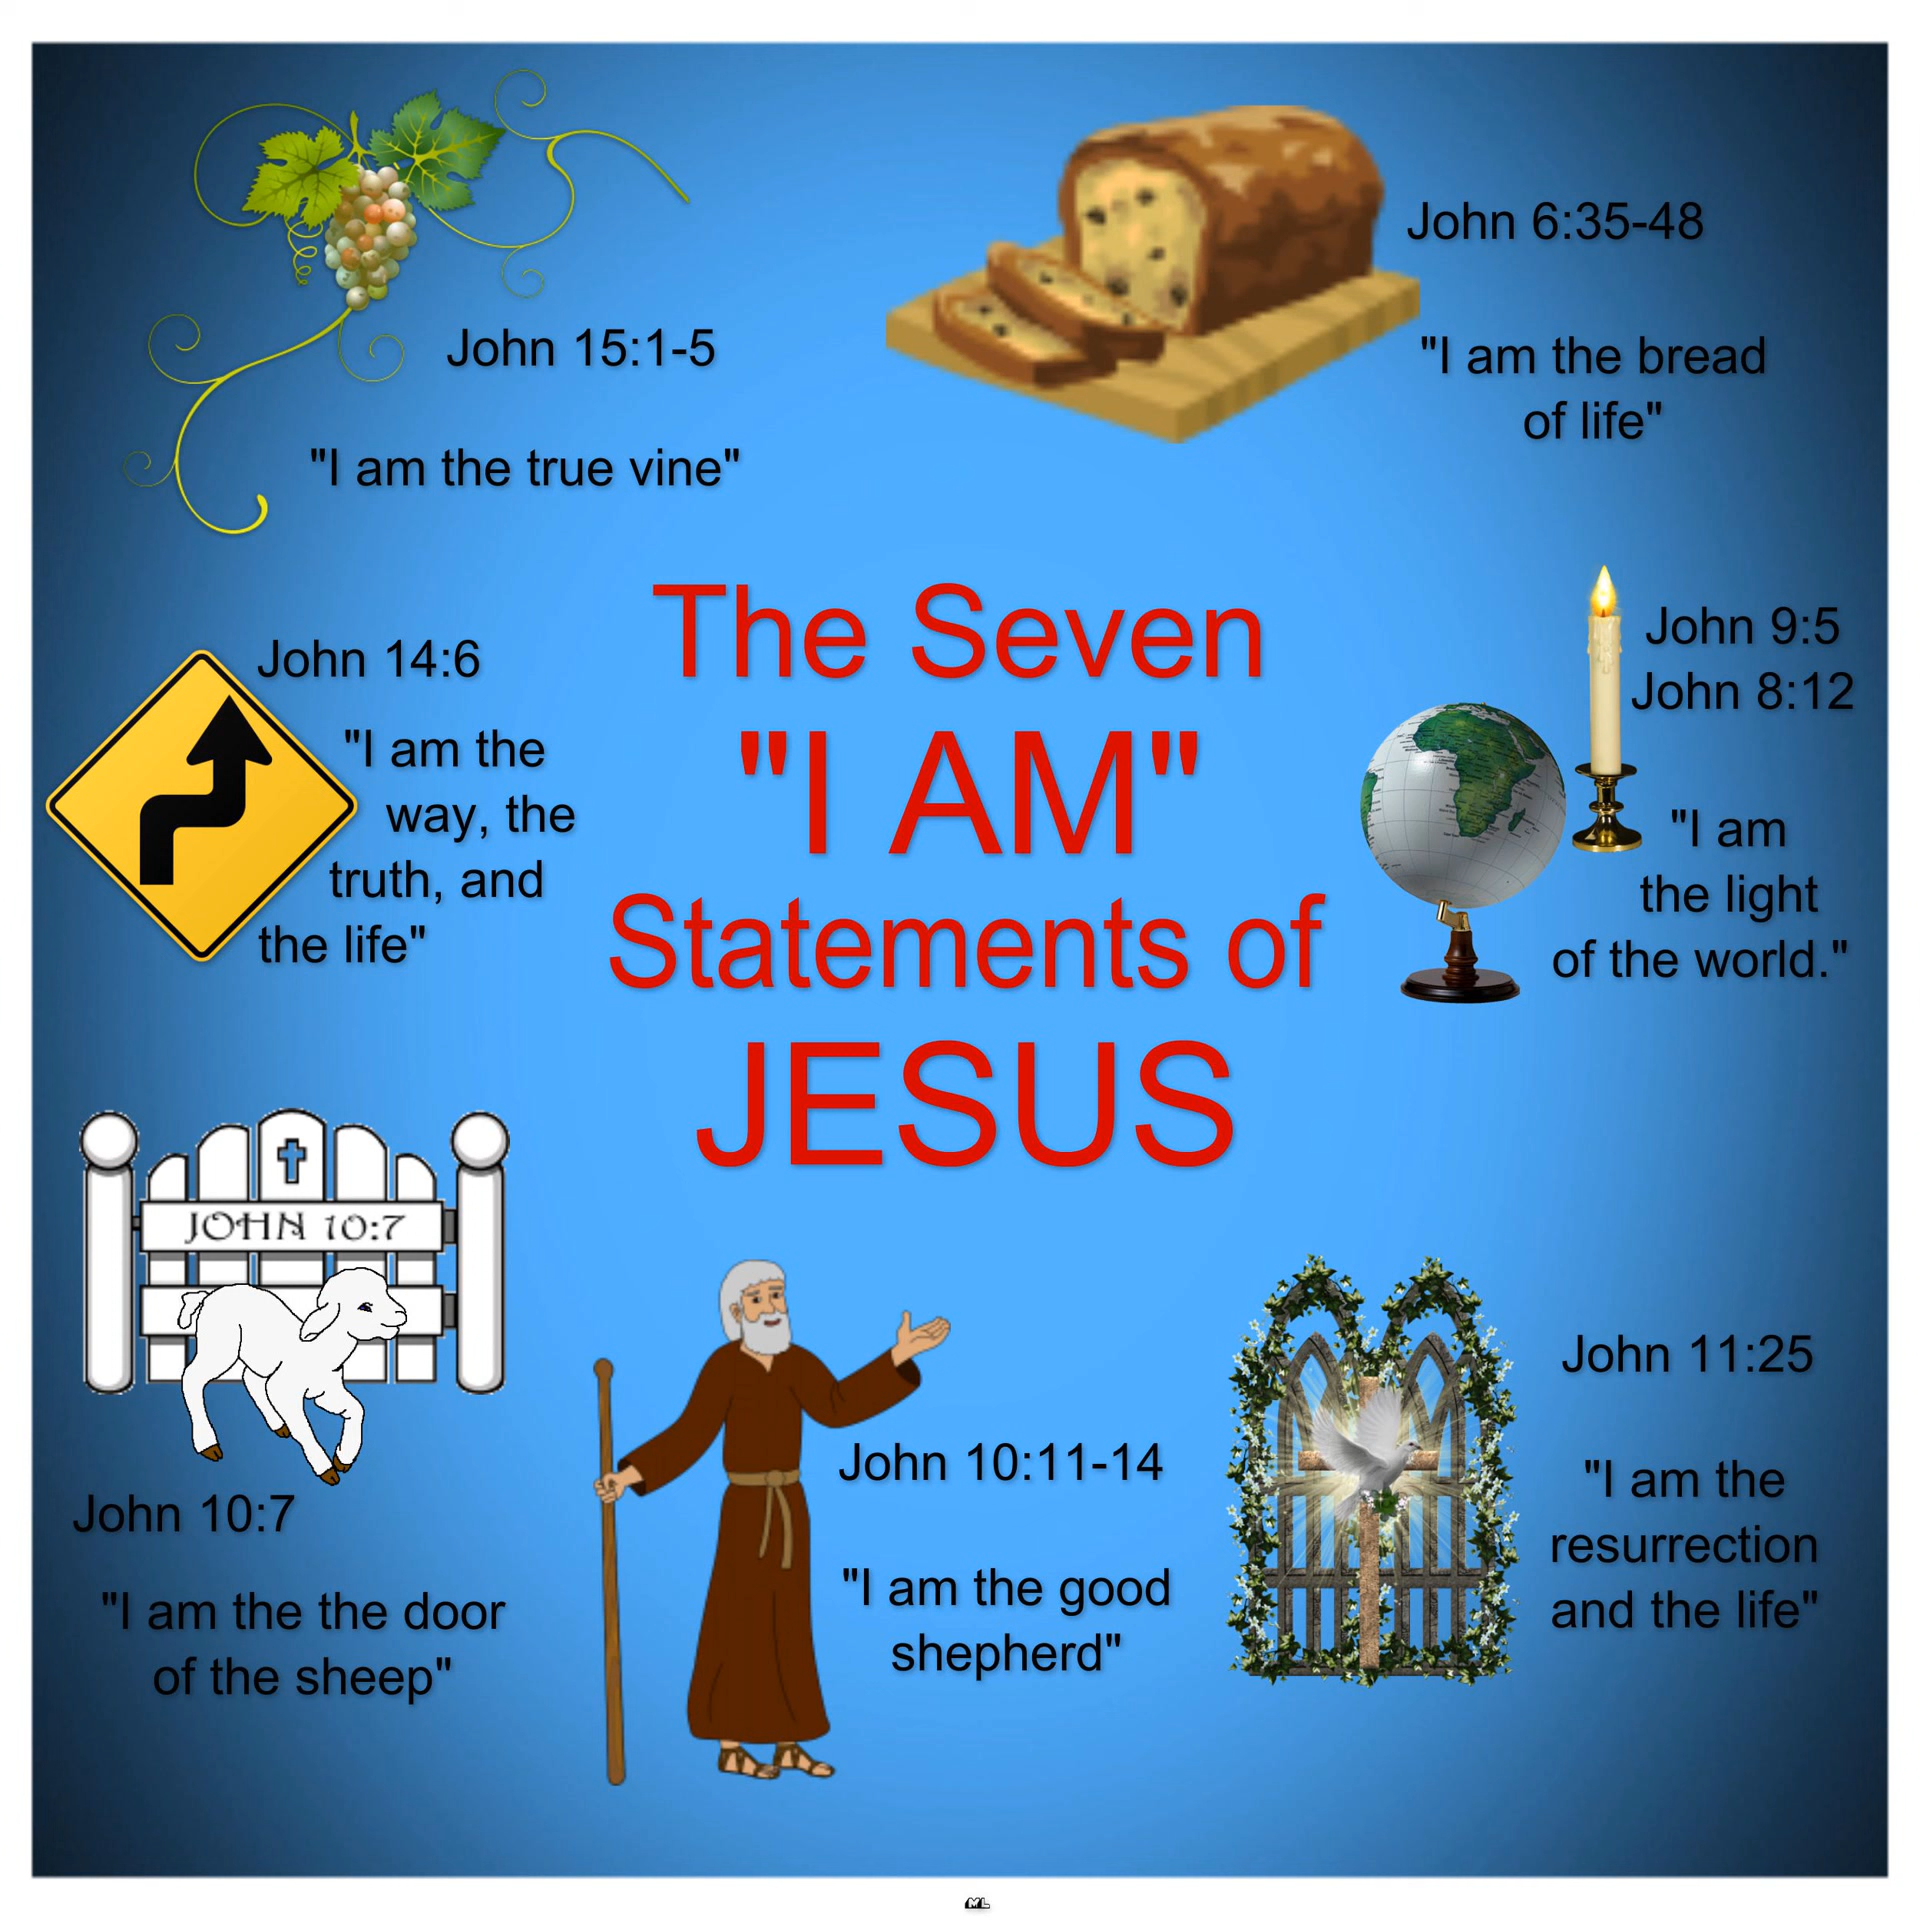 John 15:1-5
"I am the true vine"
John 6:35-48
"I am the bread
of life"
The Seven
"I AM"
Statements of
JESUS
John 14:6
"I am the
way, the
truth, and
the life"
John 9:5
John 8:12
"I am
the light
of the world."
JOHN 10:7
John 10:7
"I am the the door
of the sheep"
John 10:11-14
"I am the good
shepherd"
John 11:25
"I am the
resurrection
and the life"
ML